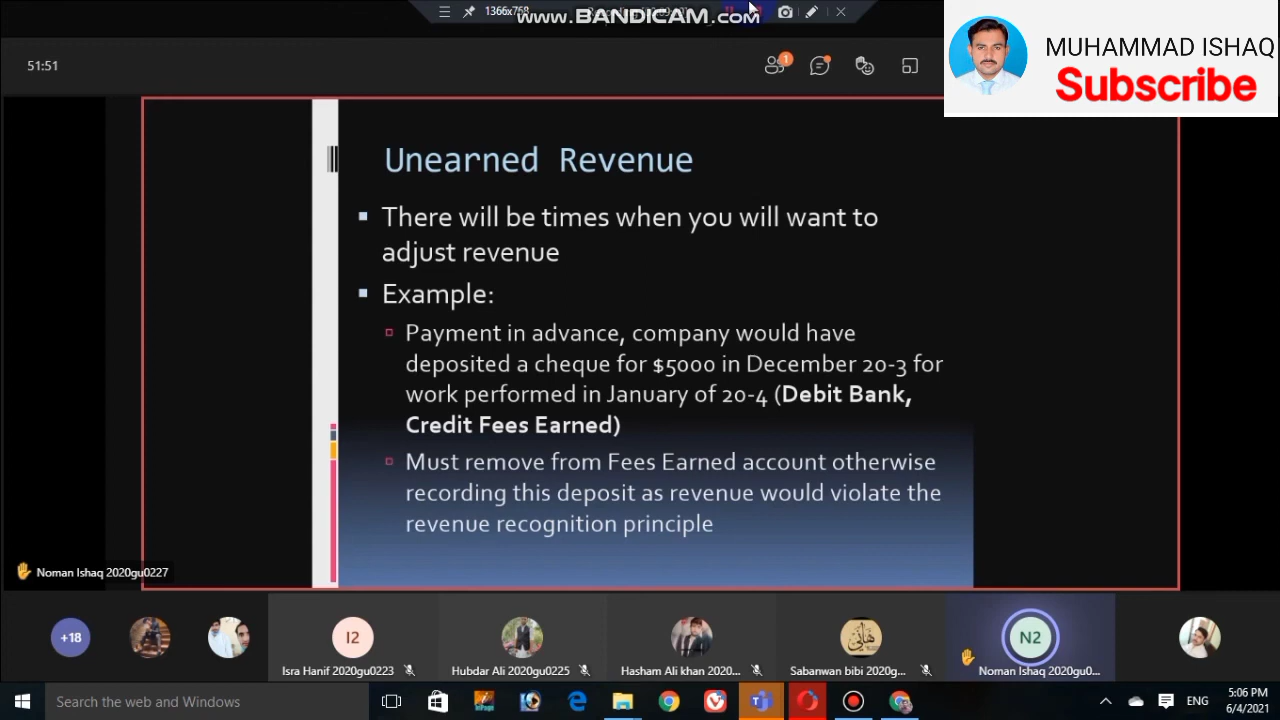 1366x768
www.BANDICAM.com
MUHAMMAD ISHAQ
Subscribe
51:51
1
Unearned Revenue
There will be times when you will want to
adjust revenue
Example:
Payment in advance, company would have
deposited a cheque for $5000 in December 20-3 for
work performed in January of 20-4 (Debit Bank,
Credit Fees Earned)
Must remove from Fees Earned account otherwise
recording this deposit as revenue would violate the
revenue recognition principle
Noman Ishaq 2020gu0227
+18
I2
N2
Isra Hanif 2020gu0223
Hubdar Ali 2020gu0225
Hasham Ali khan 2020...
Sabanwan bibi 2020g...
Noman Ishaq 2020gu0...
Search the web and Windows
ENG
5:06 PM
6/4/2021